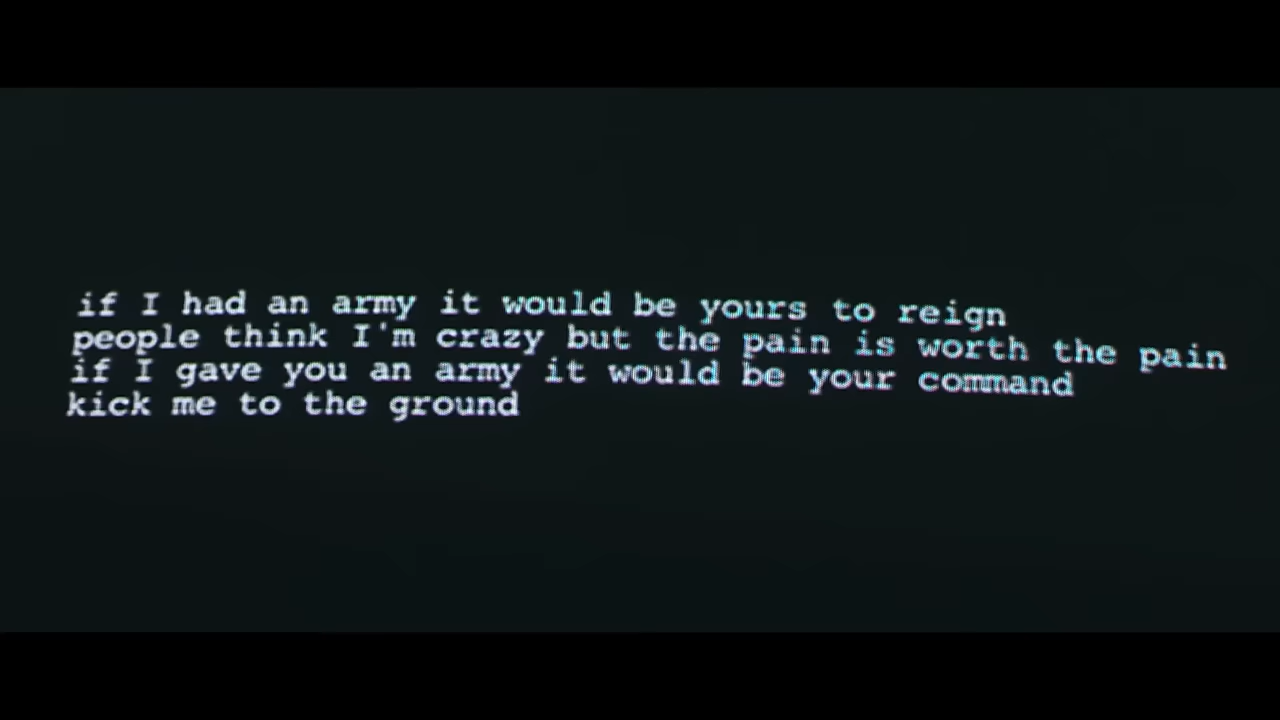 if I had an army it would be yours to reign
people think I'm crazy but the pain is worth the pain
if I gave you an army it would be your command
kick me to the ground